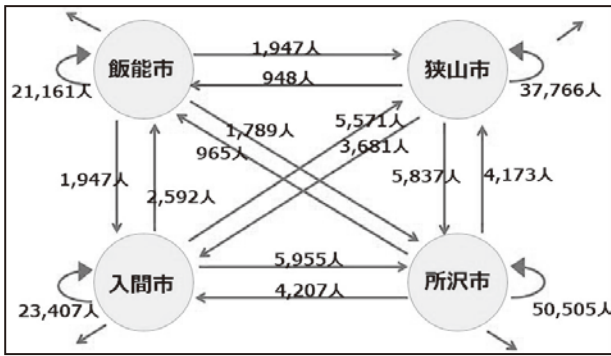 飯能市
1,947人
948人
狭山市
21,161人
37,766人
1,789人
965人
5,571人
3,681人
1,947人
2,592人
5,837人
4,173人
入間市
5,955人
4,207人
所沢市
23,407人
50,505人